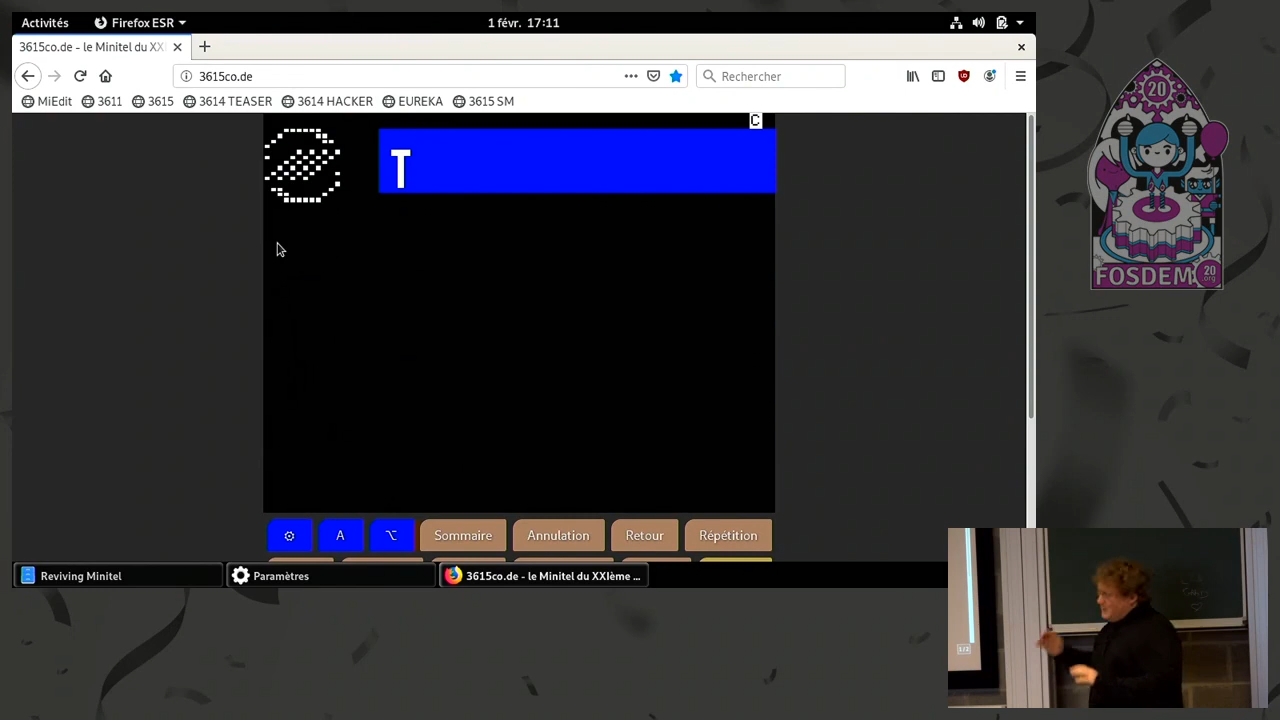 Activités
Firefox ESR
1 févr. 17:11
3615co.de - le Minitel du XX
3615co.de
Rechercher
MiEdit
3611
3615
3614 TEASER
3614 HACKER
EUREKA
3615 SM
C
T
A
Sommaire
Annulation
Retour
Répétition
Reviving Minitel
Paramètres
3615co.de - le Minitel du XXIème ...
20
FOSDEM
20
.org